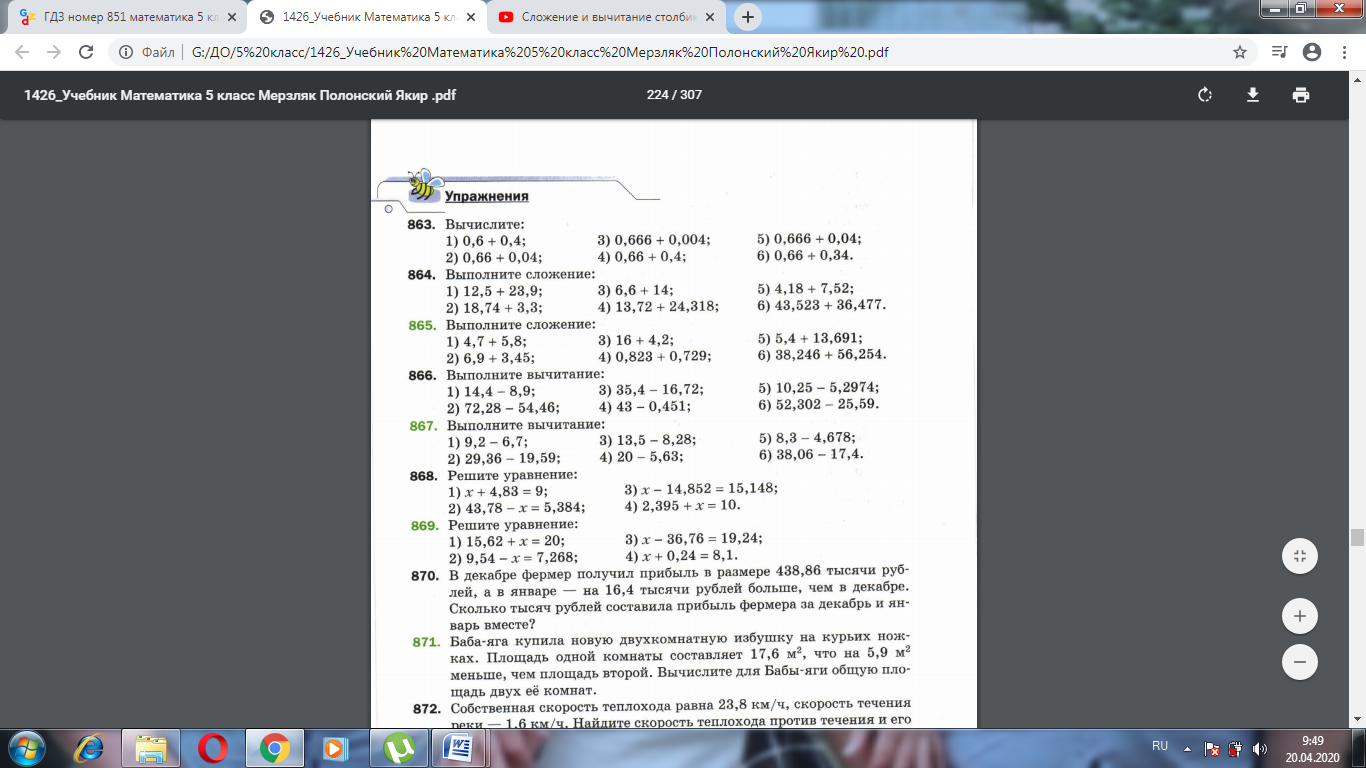 ГДЗ номер 851 математика 5 кл
1426_Учебник Математика 5 кл
Сложение и вычитание столби
Файл G:/ДО/5%20класс/1426_Учебник%20Математика%205%20класс%20Мерзляк%20Полонский%20Якир%20.pdf
1426_Учебник Математика 5 класс Мерзляк Полонский Якир .pdf 224 / 307
Упражнения
863. Вычислите:
1) 0,6 + 0,4; 3) 0,666 + 0,004; 5) 0,666 + 0,04;
2) 0,66 + 0,04; 4) 0,66 + 0,4; 6) 0,66 + 0,34.
864. Выполните сложение:
1) 12,5 + 23,9; 3) 6,6 + 14; 5) 4,18 + 7,52;
2) 18,74 + 3,3; 4) 13,72 + 24,318; 6) 43,523 + 36,477.
865. Выполните сложение:
1) 4,7 + 5,8; 3) 16 + 4,2; 5) 5,4 + 13,691;
2) 6,9 + 3,45; 4) 0,823 + 0,729; 6) 38,246 + 56,254.
866. Выполните вычитание:
1) 14,4 – 8,9; 3) 35,4 – 16,72; 5) 10,25 – 5,2974;
2) 72,28 – 54,46; 4) 43 – 0,451; 6) 52,302 – 25,59.
867. Выполните вычитание:
1) 9,2 – 6,7; 3) 13,5 – 8,28; 5) 8,3 – 4,678;
2) 29,36 – 19,59; 4) 20 – 5,63; 6) 38,06 – 17,4.
868. Решите уравнение:
1) x + 4,83 = 9; 3) x – 14,852 = 15,148;
2) 43,78 – x = 5,384; 4) 2,395 + x = 10.
869. Решите уравнение:
1) 15,62 + x = 20; 3) x – 36,76 = 19,24;
2) 9,54 – x = 7,268; 4) x + 0,24 = 8,1.
870. В декабре фермер получил прибыль в размере 438,86 тысячи руб-
лей, а в январе — на 16,4 тысячи рублей больше, чем в декабре.
Сколько тысяч рублей составила прибыль фермера за декабрь и ян-
варь вместе?
871. Баба-яга купила новую двухкомнатную избушку на курьих нож-
ках. Площадь одной комнаты составляет 17,6 м², что на 5,9 м²
меньше, чем площадь второй. Вычислите для Бабы-яги общую пло-
щадь двух её комнат.
872. Собственная скорость теплохода равна 23,8 км/ч, скорость течения
реки — 1,6 км/ч. Найдите скорость теплохода против течения и его
RU
9:49
20.04.2020